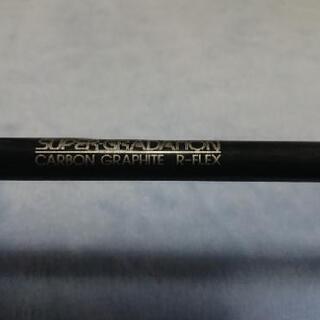 SUPER-GRADATION
CARBON GRAPHITE R-FLEX